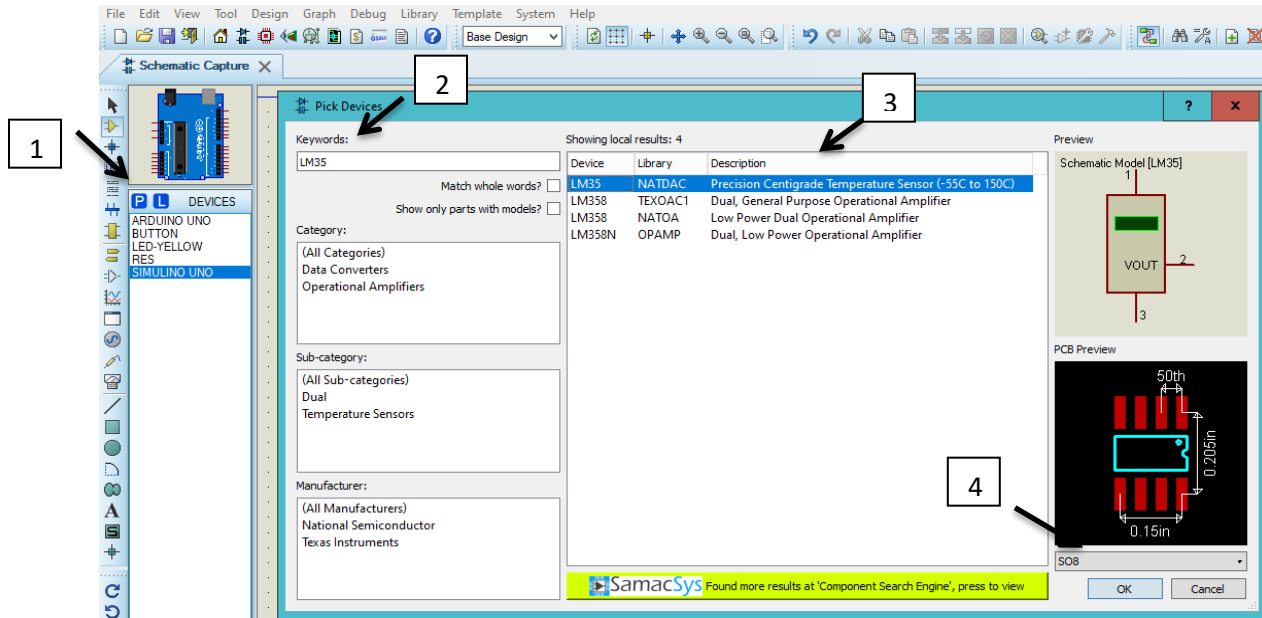 File Edit View Tool Design Graph Debug Library Template System Help
Base Design
Schematic Capture
1
2
3
4
P L DEVICES
ARDUINO UNO
BUTTON
LED-YELLOW
RES
SIMULINO UNO
A
S
Pick Devices
? x
Keywords:
LM35
Match whole words?
Show only parts with models?
Category:
(All Categories)
Data Converters
Operational Amplifiers
Sub-category:
(All Sub-categories)
Dual
Temperature Sensors
Manufacturer:
(All Manufacturers)
National Semiconductor
Texas Instruments
Showing local results: 4
Device Library Description
LM35 NATDAC Precision Centigrade Temperature Sensor (-55C to 150C)
LM358 TEXOAC1 Dual, General Purpose Operational Amplifier
LM358 NATOA Low Power Dual Operational Amplifier
LM358N OPAMP Dual, Low Power Operational Amplifier
SamacSys Found more results at 'Component Search Engine', press to view
Preview
Schematic Model [LM35]
1
VOUT 2
3
PCB Preview
50th
0.205in
0.15in
SO8
OK Cancel